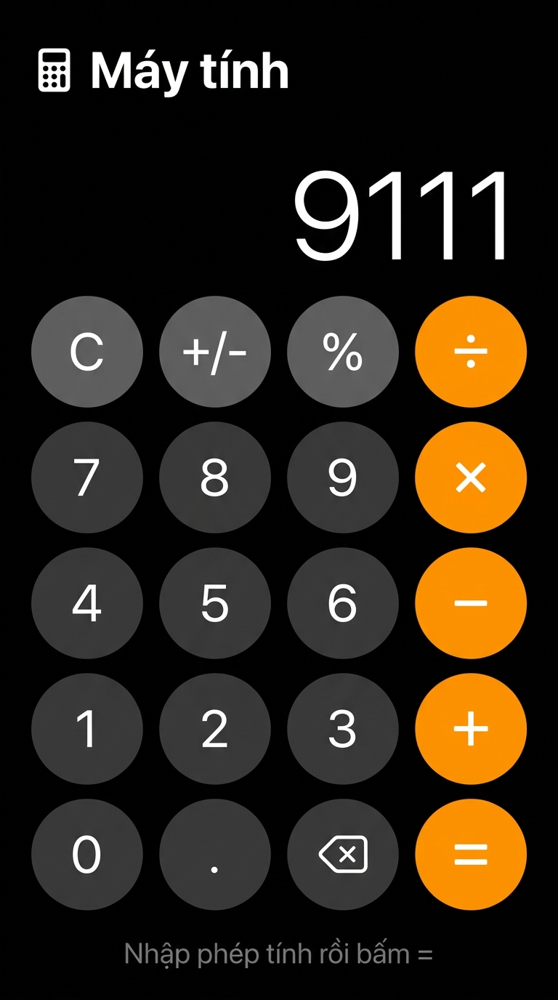 Máy tính
9111
C +/- % ÷
7 8 9 ×
4 5 6 −
1 2 3 +
0 . =
Nhập phép tính rồi bấm =